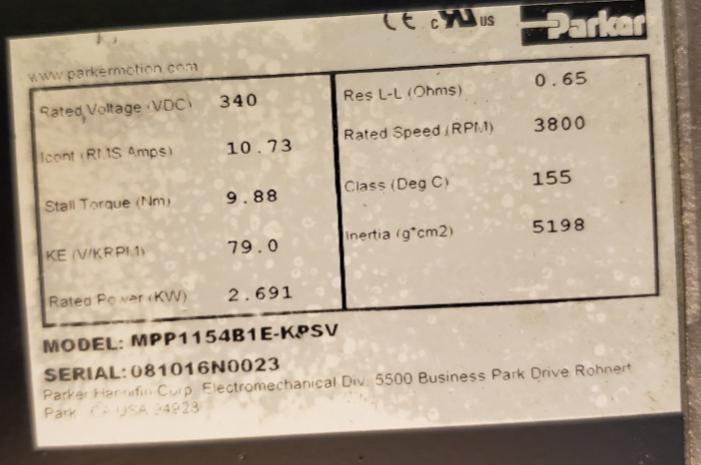 CE c UL US Parker
www.parkermotion.com
Rated Voltage (VDC) 340
Icont (RMS Amps) 10.73
Stall Torque (Nm) 9.88
KE (V/KRPM) 79.0
Rated Power (KW) 2.691
Res L-L (Ohms) 0.65
Rated Speed (RPM) 3800
Class (Deg C) 155
Inertia (g*cm2) 5198
MODEL: MPP1154B1E-KPSV
SERIAL: 081016N0023
Parker Hannifin Corp. Electromechanical Div. 5500 Business Park Drive Rohnert
Park, CA USA 94928